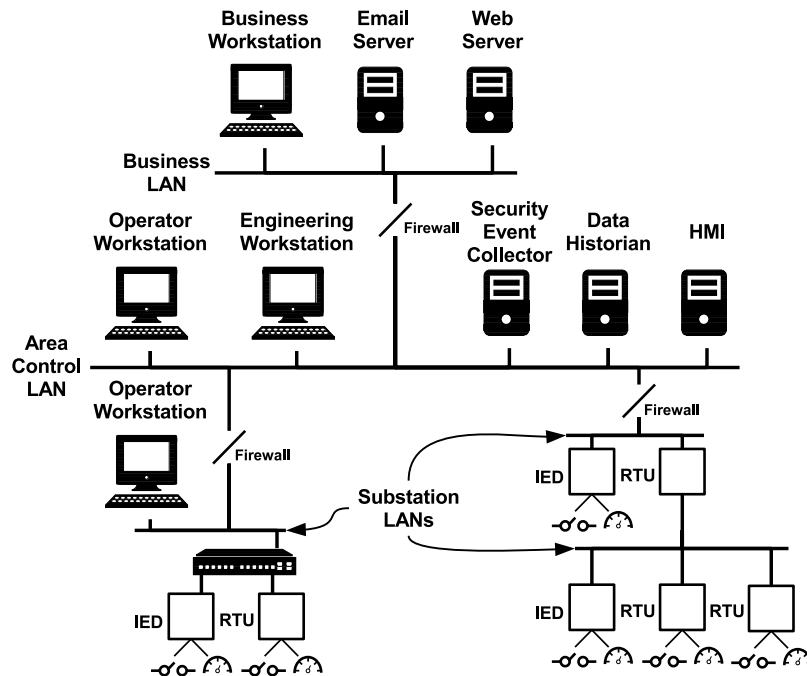 Business
Workstation
Email
Server
Web
Server
Business
LAN
Firewall
Operator
Workstation
Engineering
Workstation
Security
Event
Collector
Data
Historian
HMI
Area
Control
LAN
Operator
Workstation
Firewall
Firewall
Substation
LANs
IED
RTU
IED
RTU
IED
RTU
RTU